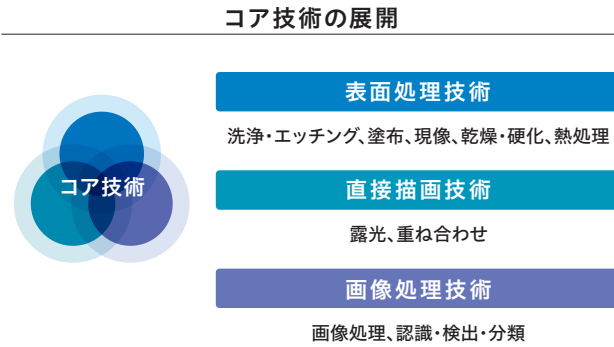 コア技術の展開
コア技術
表面処理技術
洗浄・エッチング、塗布、現像、乾燥・硬化、熱処理
直接描画技術
露光、重ね合わせ
画像処理技術
画像処理、認識・検出・分類